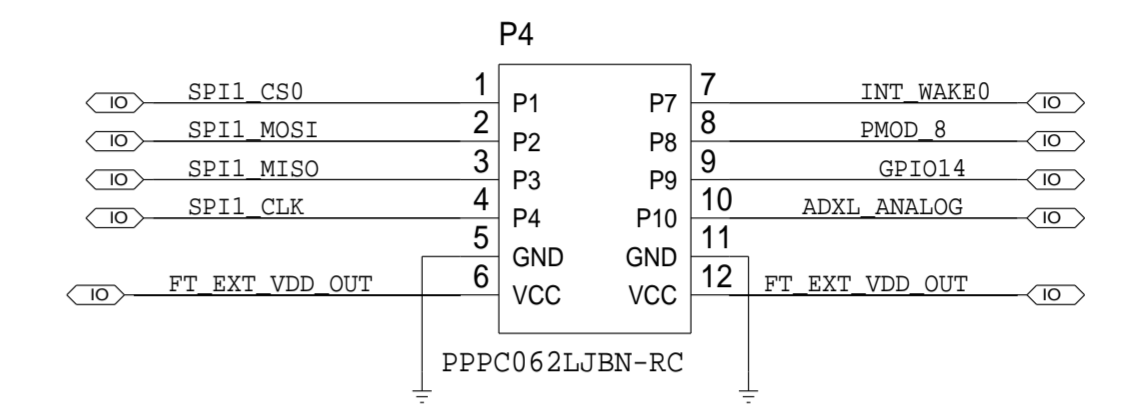 P4
SPI1_CS0 1 P1 P7 7 INT_WAKE0
IO IO
SPI1_MOSI 2 P2 P8 8 PMOD_8
IO IO
SPI1_MISO 3 P3 P9 9 GPIO14
IO IO
SPI1_CLK 4 P4 P10 10 ADXL_ANALOG
IO IO
5 GND GND 11
FT_EXT_VDD_OUT 6 VCC VCC 12 FT_EXT_VDD_OUT
IO IO
PPPC062LJBN-RC